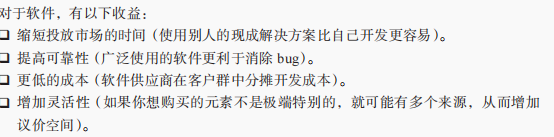 对于软件，有以下收益：
❑ 缩短投放市场的时间（使用别人的现成解决方案比自己开发更容易）。
❑ 提高可靠性（广泛使用的软件更利于消除 bug）。
❑ 更低的成本（软件供应商在客户群中分摊开发成本）。
❑ 增加灵活性（如果你想购买的元素不是极端特别的，就可能有多个来源，从而增加
议价空间）。